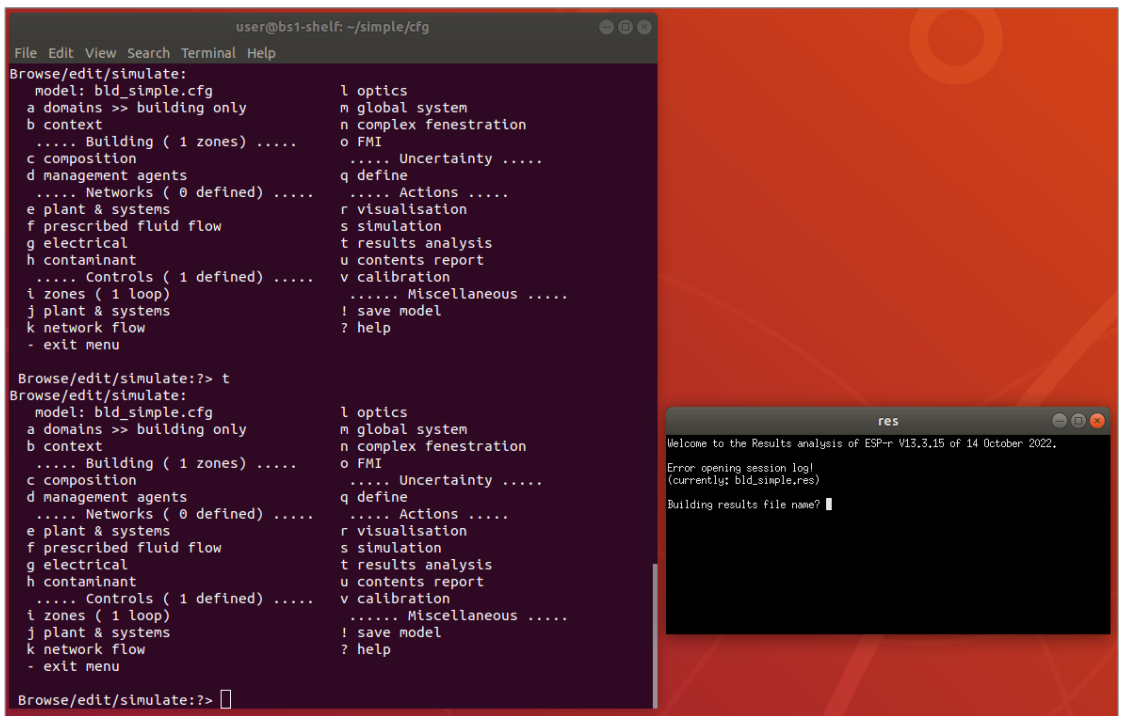 user@bs1-shelf: ~/simple/cfg
File Edit View Search Terminal Help
Browse/edit/simulate:
model: bld_simple.cfg l optics
a domains >> building only m global system
b context n complex fenestration
..... Building ( 1 zones) ..... o FMI
c composition ..... Uncertainty .....
d management agents q define
..... Networks ( 0 defined) ..... ..... Actions .....
e plant & systems r visualisation
f prescribed fluid flow s simulation
g electrical t results analysis
h contaminant u contents report
..... Controls ( 1 defined) ..... v calibration
i zones ( 1 loop) ...... Miscellaneous .....
j plant & systems ! save model
k network flow ? help
- exit menu
Browse/edit/simulate:?> t
Browse/edit/simulate:
model: bld_simple.cfg l optics
a domains >> building only m global system
b context n complex fenestration
..... Building ( 1 zones) ..... o FMI
c composition ..... Uncertainty .....
d management agents q define
..... Networks ( 0 defined) ..... ..... Actions .....
e plant & systems r visualisation
f prescribed fluid flow s simulation
g electrical t results analysis
h contaminant u contents report
..... Controls ( 1 defined) ..... v calibration
i zones ( 1 loop) ...... Miscellaneous .....
j plant & systems ! save model
k network flow ? help
- exit menu
Browse/edit/simulate:?>
res
Welcome to the Results analysis of ESP-r V13.3.15 of 14 October 2022.
Error opening session log!
(currently: bld_simple.res)
Building results file name?